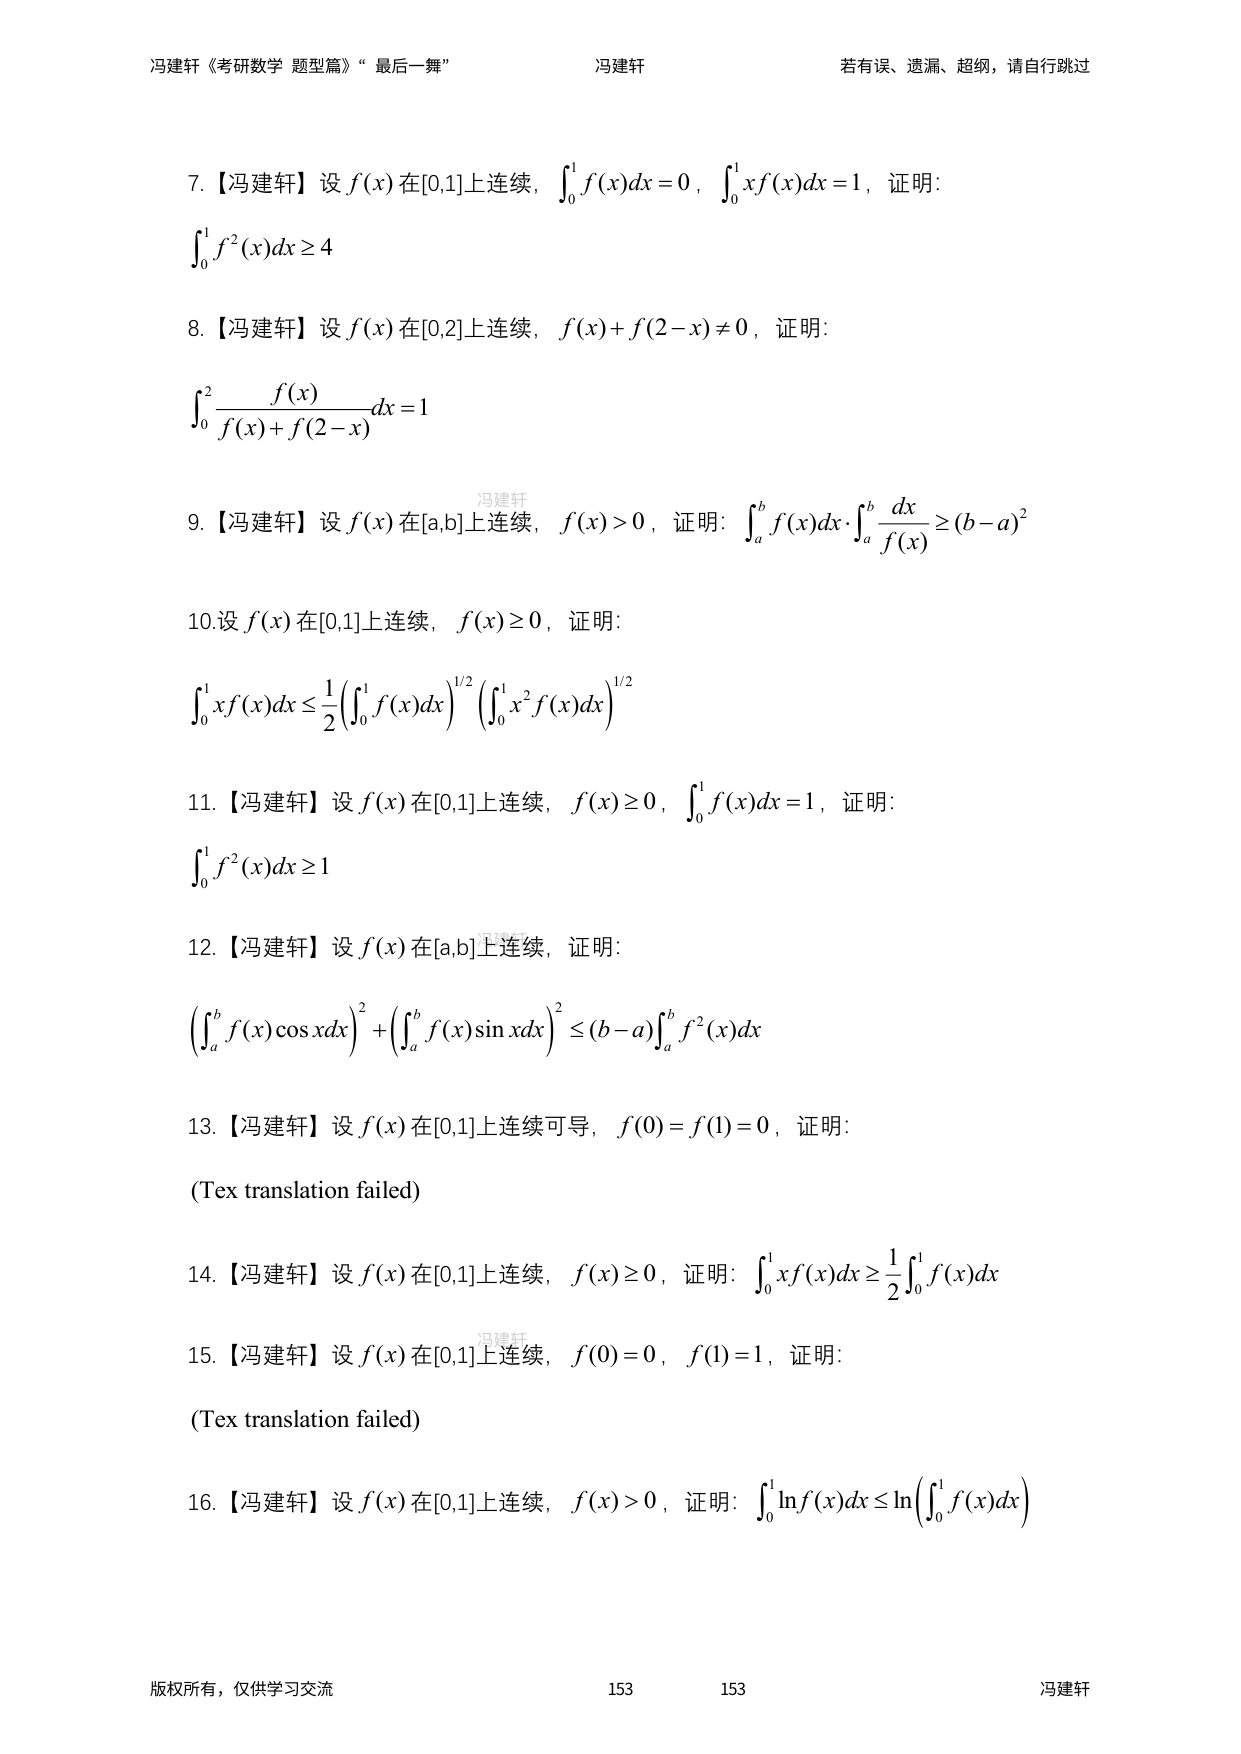 冯建轩《考研数学 题型篇》“ 最后一舞” 冯建轩 若有误、遗漏、超纲，请自行跳过
7.【冯建轩】设 f(x) 在[0,1]上连续， ∫₀¹ f(x)dx = 0， ∫₀¹ xf(x)dx = 1，证明：
∫₀¹ f²(x)dx ≥ 4
8.【冯建轩】设 f(x) 在[0,2]上连续， f(x) + f(2 − x) ≠ 0，证明：
∫₀² f(x)/(f(x) + f(2 − x)) dx = 1
冯建轩
9.【冯建轩】设 f(x) 在[a,b]上连续， f(x) > 0，证明： ∫ₐᵇ f(x)dx · ∫ₐᵇ dx/f(x) ≥ (b − a)²
10.设 f(x) 在[0,1]上连续， f(x) ≥ 0，证明：
∫₀¹ xf(x)dx ≤ 1/2 (∫₀¹ f(x)dx)^{1/2} (∫₀¹ x² f(x)dx)^{1/2}
11.【冯建轩】设 f(x) 在[0,1]上连续， f(x) ≥ 0， ∫₀¹ f(x)dx = 1，证明：
∫₀¹ f²(x)dx ≥ 1
冯建轩
12.【冯建轩】设 f(x) 在[a,b]上连续，证明：
(∫ₐᵇ f(x)cos xdx)² + (∫ₐᵇ f(x)sin xdx)² ≤ (b − a)∫ₐᵇ f²(x)dx
13.【冯建轩】设 f(x) 在[0,1]上连续可导， f(0) = f(1) = 0，证明：
(Tex translation failed)
14.【冯建轩】设 f(x) 在[0,1]上连续， f(x) ≥ 0，证明： ∫₀¹ xf(x)dx ≥ 1/2 ∫₀¹ f(x)dx
冯建轩
15.【冯建轩】设 f(x) 在[0,1]上连续， f(0) = 0， f(1) = 1，证明：
(Tex translation failed)
16.【冯建轩】设 f(x) 在[0,1]上连续， f(x) > 0，证明： ∫₀¹ ln f(x)dx ≤ ln(∫₀¹ f(x)dx)
版权所有，仅供学习交流 153 153 冯建轩